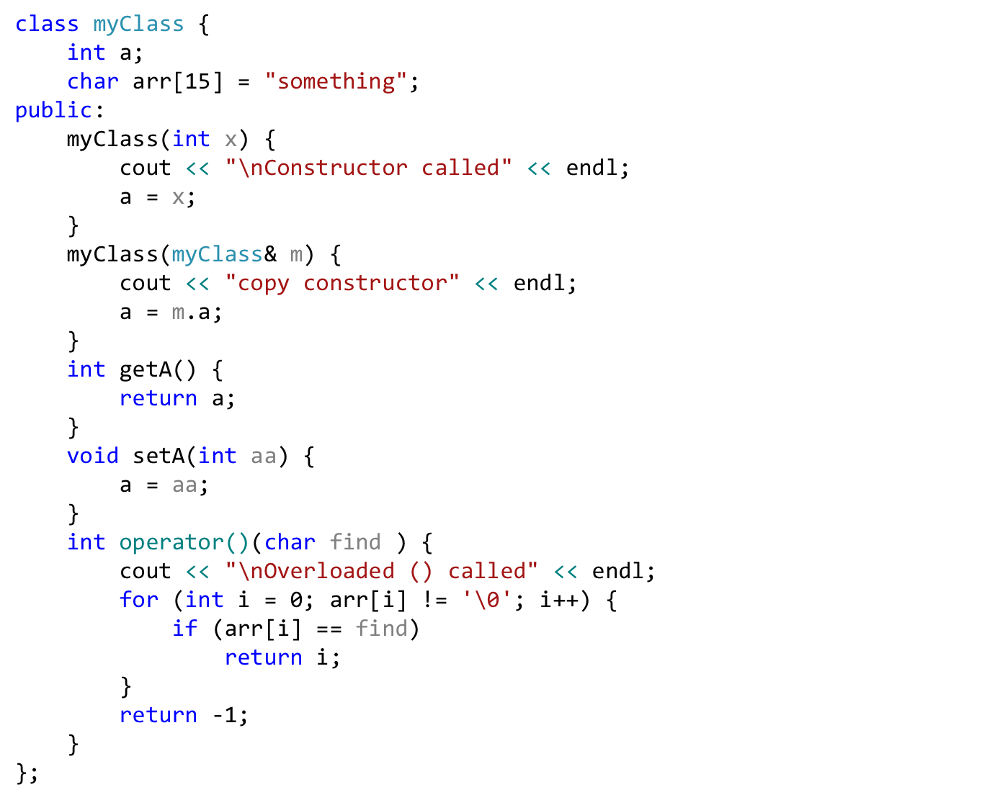 class myClass {
    int a;
    char arr[15] = "something";
public:
    myClass(int x) {
        cout << "\nConstructor called" << endl;
        a = x;
    }
    myClass(myClass& m) {
        cout << "copy constructor" << endl;
        a = m.a;
    }
    int getA() {
        return a;
    }
    void setA(int aa) {
        a = aa;
    }
    int operator()(char find ) {
        cout << "\nOverloaded () called" << endl;
        for (int i = 0; arr[i] != '\0'; i++) {
            if (arr[i] == find)
                return i;
        }
        return -1;
    }
};